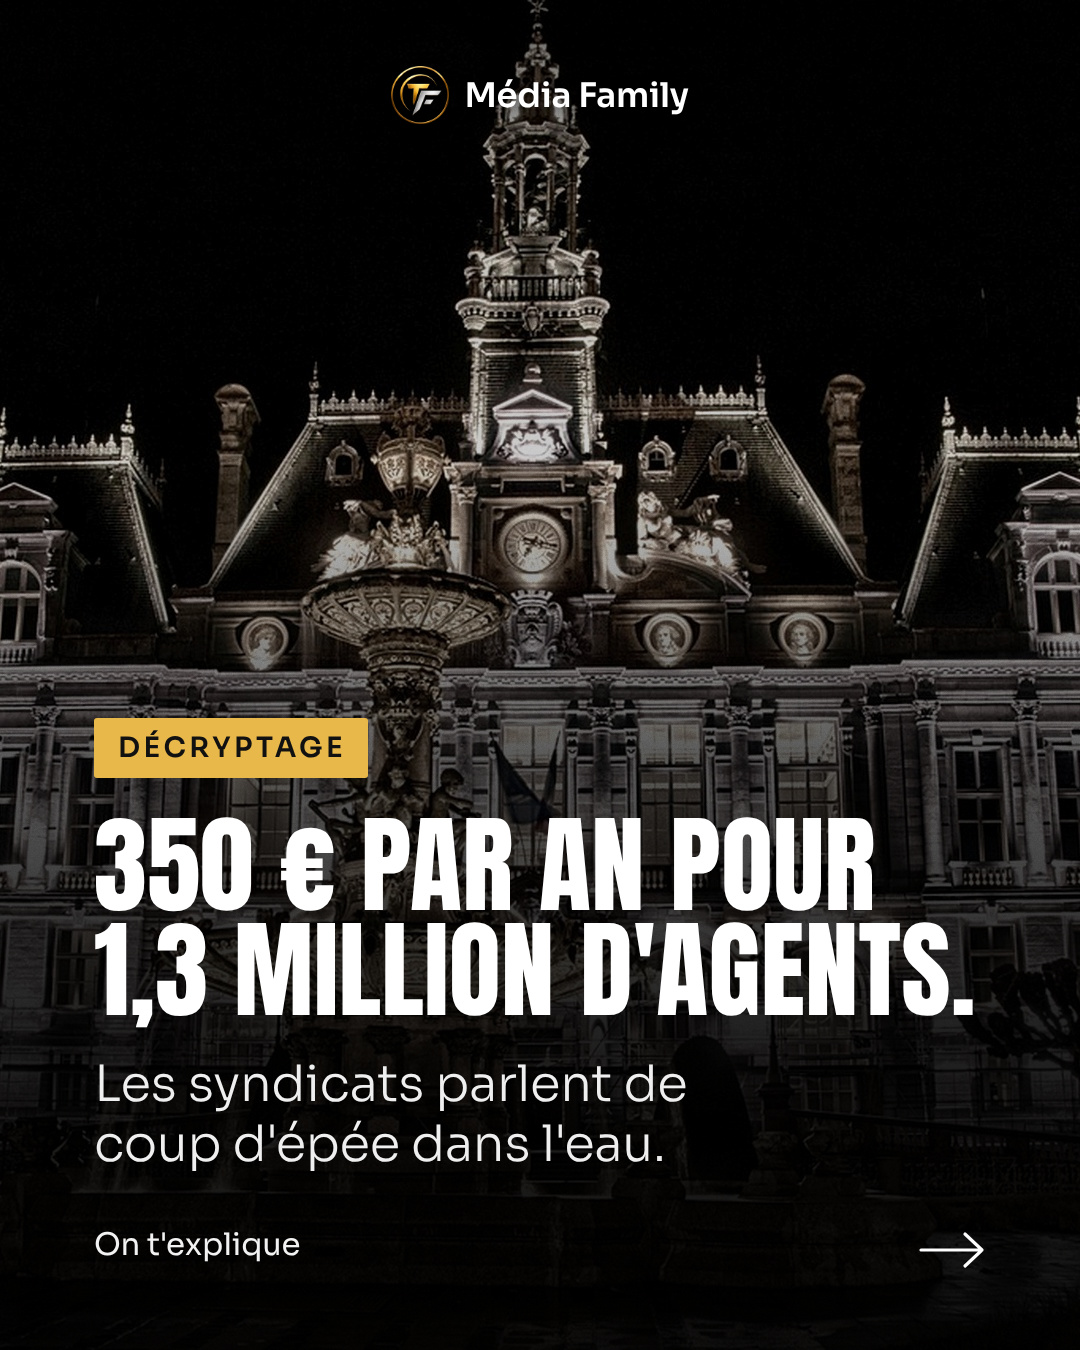 Média Family
DÉCRYPTAGE
350 € PAR AN POUR
1,3 MILLION D'AGENTS.
Les syndicats parlent de
coup d'épée dans l'eau.
On t'explique